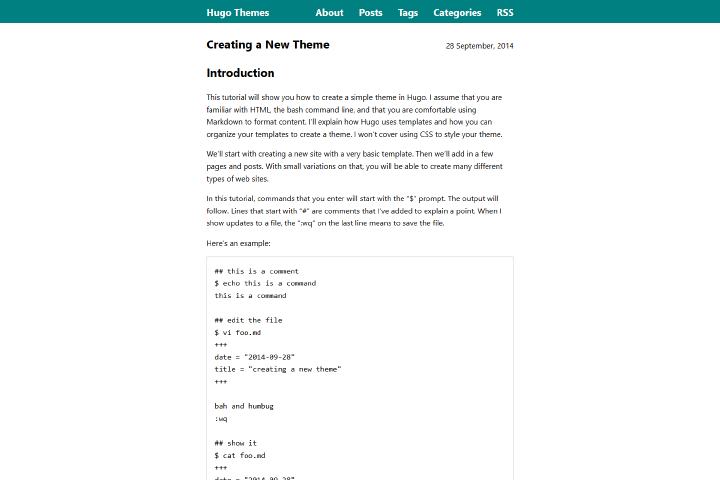 Hugo Themes About Posts Tags Categories RSS
Creating a New Theme 28 September, 2014
Introduction
This tutorial will show you how to create a simple theme in Hugo. I assume that you are
familiar with HTML, the bash command line, and that you are comfortable using
Markdown to format content. I'll explain how Hugo uses templates and how you can
organize your templates to create a theme. I won't cover using CSS to style your theme.
We'll start with creating a new site with a very basic template. Then we'll add in a few
pages and posts. With small variations on that, you will be able to create many different
types of web sites.
In this tutorial, commands that you enter will start with the "$" prompt. The output will
follow. Lines that start with "#" are comments that I've added to explain a point. When I
show updates to a file, the ":wq" on the last line means to save the file.
Here's an example:
## this is a comment
$ echo this is a command
this is a command
## edit the file
$ vi foo.md
+++
date = "2014-09-28"
title = "creating a new theme"
+++
bah and humbug
:wq
## show it
$ cat foo.md
+++
date = "2014-09-28"